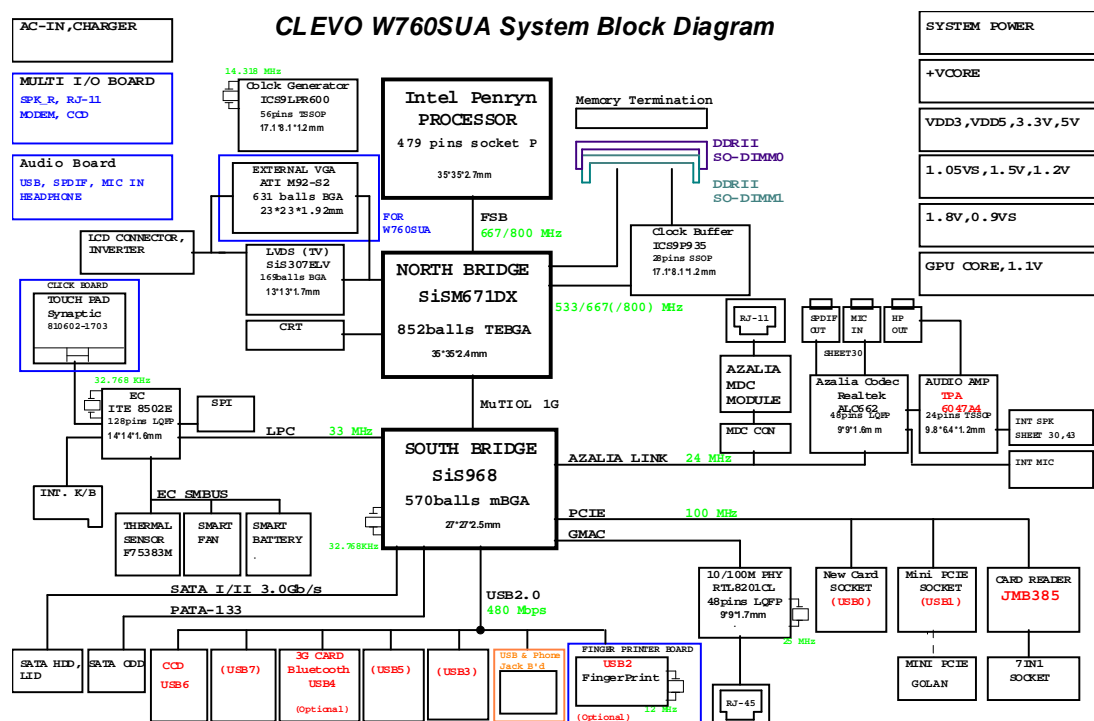 CLEVO W760SUA System Block Diagram
AC-IN,CHARGER
MULTI I/O BOARD
SPK_R, RJ-11
MODEM, CCD
Audio Board
USB, SPDIF, MIC IN
HEADPHONE
14.318 MHz
Colck Generator
ICS9LPR600
56pins TSSOP
17.1*8.1*1.2mm
Intel Penryn
PROCESSOR
479 pins socket P
35*35*2.7mm
Memory Termination
DDRII
SO-DIMM0
DDRII
SO-DIMM1
SYSTEM POWER
+VCORE
VDD3,VDD5,3.3V,5V
1.05VS,1.5V,1.2V
1.8V,0.9VS
GPU CORE,1.1V
EXTERNAL VGA
ATI M92-S2
631 balls BGA
23*23*1.92mm
FOR
W760SUA
FSB
667/800 MHz
Clock Buffer
ICS9P935
28pins SSOP
17.1*8.1*1.2mm
LCD CONNECTOR,
INVERTER
LVDS (TV)
SiS307ELV
169balls BGA
13*13*1.7mm
NORTH BRIDGE
SiSM671DX
852balls TEBGA
35*35*2.4mm
533/667(/800) MHz
CLICK BOARD
TOUCH PAD
Synaptic
810602-1703
CRT
RJ-11
SPDIF
OUT
MIC
IN
HP
OUT
SHEET30
32.768 KHz
EC
ITE 8502E
128pins LQFP
14*14*1.6mm
SPI
MuTIOL 1G
AZALIA
MDC
MODULE
MDC CON
Azalia Codec
Realtek
ALC662
48pins LQFP
9*9*1.6mm
AUDIO AMP
TPA
6047A4
24pins TSSOP
9.8*6.4*1.2mm
INT SPK
SHEET 30,43
INT MIC
LPC
33 MHz
SOUTH BRIDGE
SiS968
570balls mBGA
27*27*2.5mm
AZALIA LINK
24 MHz
INT. K/B
EC SMBUS
THERMAL
SENSOR
F75383M
SMART
FAN
SMART
BATTERY
32.768KHz
PCIE
100 MHz
GMAC
SATA I/II 3.0Gb/s
PATA-133
USB2.0
480 Mbps
10/100M PHY
RTL8201CL
48pins LQFP
9*9*1.7mm
25 MHz
New Card
SOCKET
(USB0)
Mini PCIE
SOCKET
(USB1)
CARD READER
JMB385
SATA HDD,
LID
SATA ODD
CCD
USB6
(USB7)
3G CARD
Bluetooth
USB4
(Optional)
(USB5)
(USB3)
USB & Phone
Jack B'd
FINGER PRINTER BOARD
USB2
FingerPrint
12 MHz
(Optional)
RJ-45
MINI PCIE
GOLAN
7IN1
SOCKET